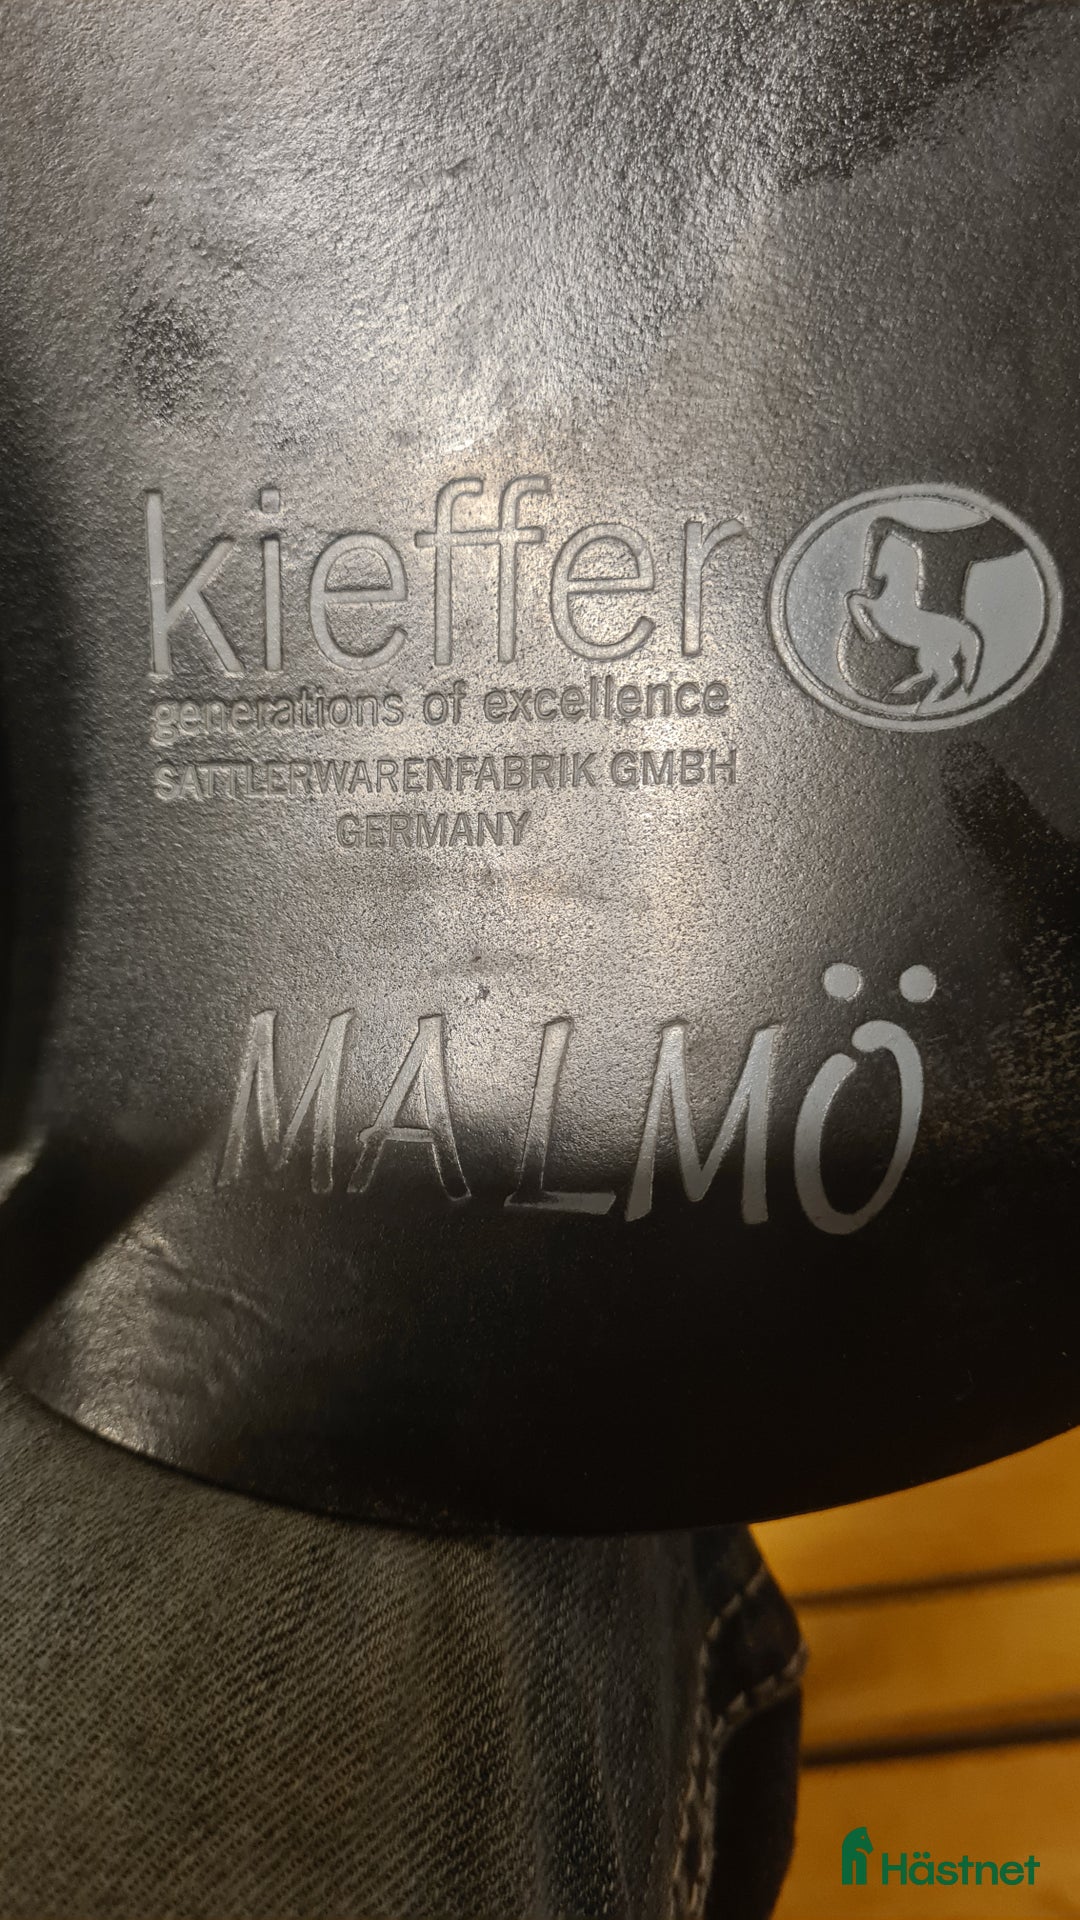 kieffer
generations of excellence
SATTLERWARENFABRIK GMBH
GERMANY
MALMÖ
Hästnet